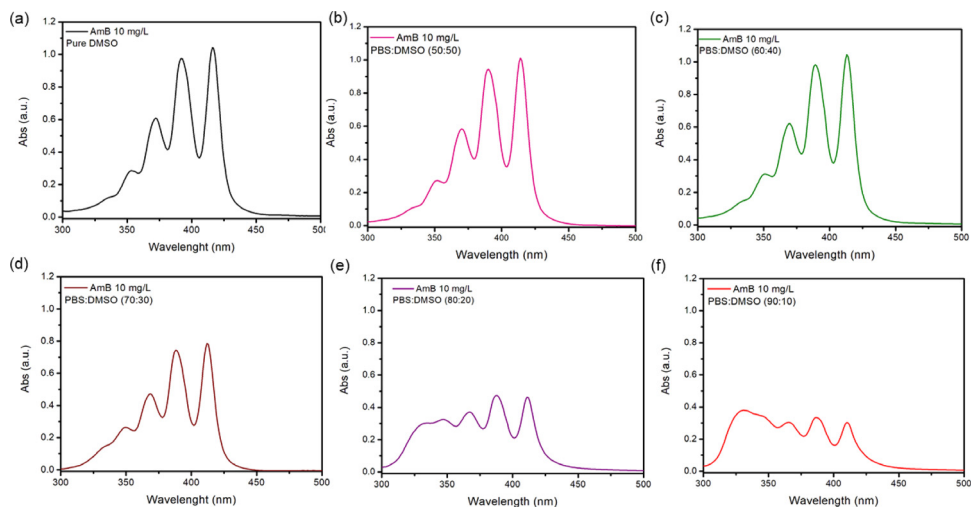 (a)
AmB 10 mg/L
Pure DMSO
Abs (a.u.)
1.2
1.0
0.8
0.6
0.4
0.2
0.0
300
350
400
450
500
Wavelenght (nm)
(b)
AmB 10 mg/L
PBS:DMSO (50:50)
Abs (a.u.)
1.2
1.0
0.8
0.6
0.4
0.2
0.0
300
350
400
450
500
Wavelength (nm)
(c)
AmB 10 mg/L
PBS:DMSO (60:40)
Abs (a.u.)
1.2
1.0
0.8
0.6
0.4
0.2
0.0
300
350
400
450
500
Wavelength (nm)
(d)
AmB 10 mg/L
PBS:DMSO (70:30)
Abs (a.u.)
1.2
1.0
0.8
0.6
0.4
0.2
0.0
300
350
400
450
500
Wavelenght (nm)
(e)
AmB 10 mg/L
PBS:DMSO (80:20)
Abs (a.u.)
1.2
1.0
0.8
0.6
0.4
0.2
0.0
300
350
400
450
500
Wavelength (nm)
(f)
AmB 10 mg/L
PBS:DMSO (90:10)
Abs (a.u.)
1.2
1.0
0.8
0.6
0.4
0.2
0.0
300
350
400
450
500
Wavelength (nm)